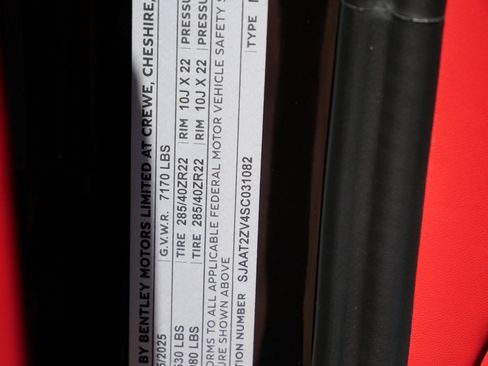 BY BENTLEY MOTORS LIMITED AT CREWE, CHESHIRE,
/2025 G.V.W.R. 7170 LBS
530 LBS TIRE 285/40ZR22 RIM 10J X 22 PRESSU
980 LBS TIRE 285/40ZR22 RIM 10J X 22 PRESSU
ORMS TO ALL APPLICABLE FEDERAL MOTOR VEHICLE SAFETY S
URE SHOWN ABOVE
TION NUMBER SJAAT2ZV4SC031082 TYPE